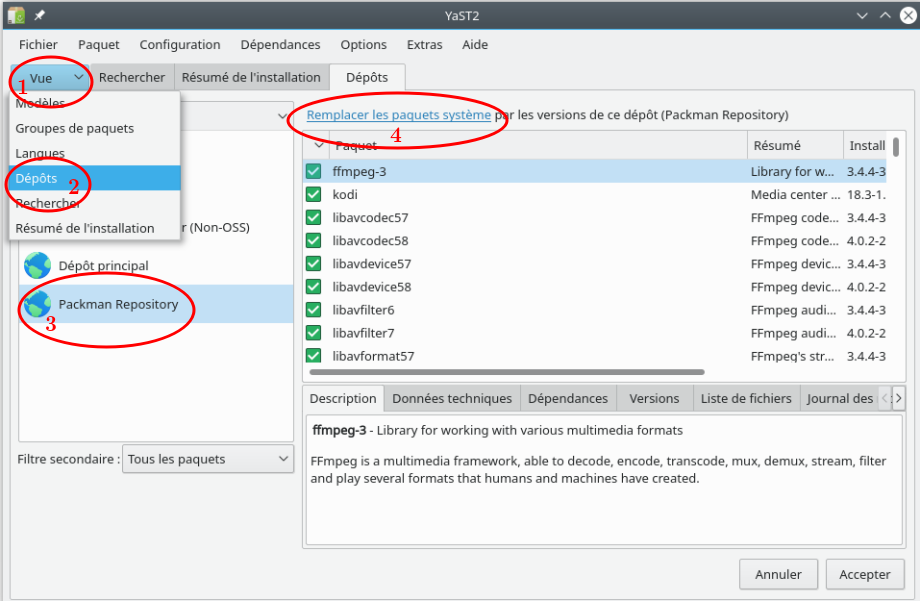 YaST2
Fichier Paquet Configuration Dépendances Options Extras Aide
Vue Rechercher Résumé de l'installation Dépôts
1
Modèles
Groupes de paquets
Langues
Dépôts
2
Rechercher
Résumé de l'installation
r (Non-OSS)
Dépôt principal
Packman Repository
3
Filtre secondaire : Tous les paquets
Remplacer les paquets système par les versions de ce dépôt (Packman Repository)
4
Paquet Résumé Install
ffmpeg-3 Library for w... 3.4.4-3
kodi Media center ... 18.3-1.
libavcodec57 FFmpeg code... 3.4.4-3
libavcodec58 FFmpeg code... 4.0.2-2
libavdevice57 FFmpeg devic... 3.4.4-3
libavdevice58 FFmpeg devic... 4.0.2-2
libavfilter6 FFmpeg audi... 3.4.4-3
libavfilter7 FFmpeg audi... 4.0.2-2
libavformat57 FFmpeg's str... 3.4.4-3
Description Données techniques Dépendances Versions Liste de fichiers Journal des
ffmpeg-3 - Library for working with various multimedia formats
FFmpeg is a multimedia framework, able to decode, encode, transcode, mux, demux, stream, filter
and play several formats that humans and machines have created.
Annuler Accepter